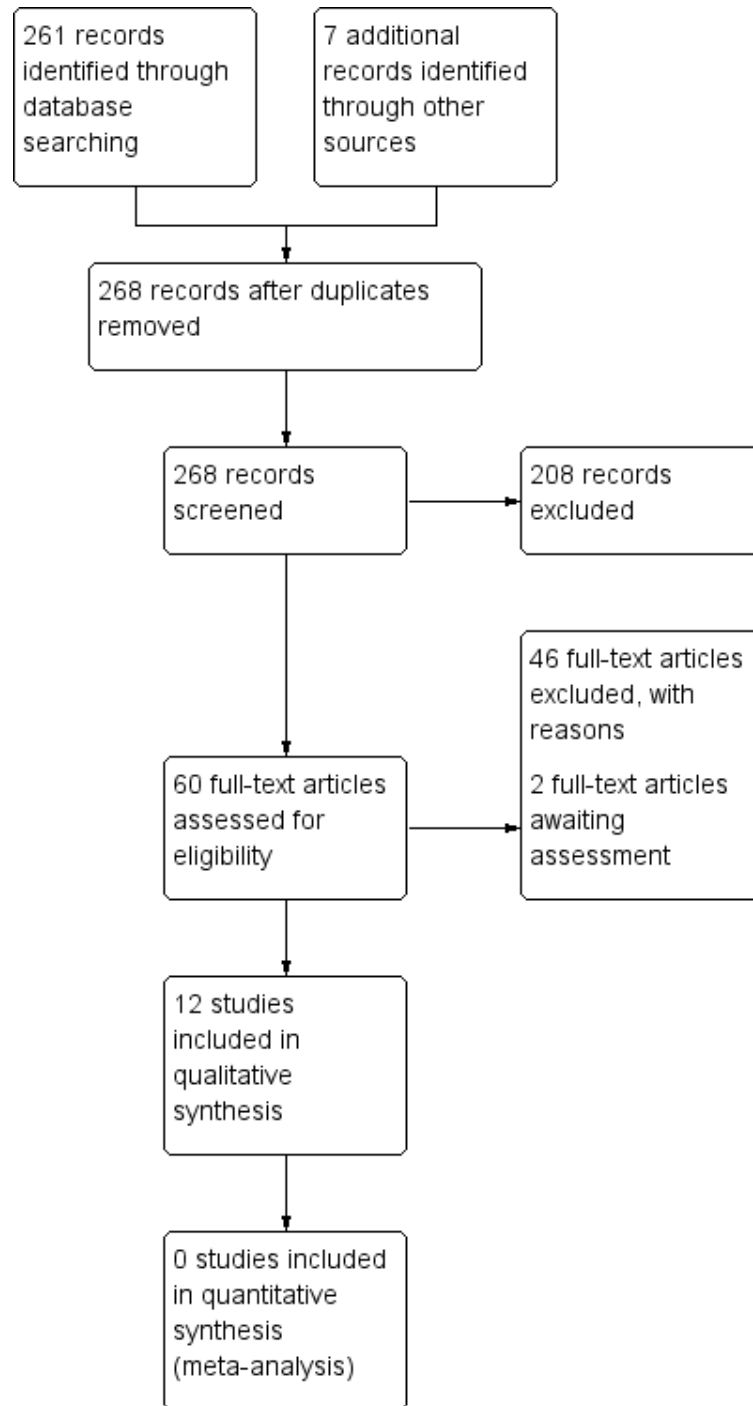 261 records
identified through
database
searching
7 additional
records identified
through other
sources
268 records after duplicates
removed
268 records
screened
208 records
excluded
46 full-text articles
excluded, with
reasons
2 full-text articles
awaiting
assessment
60 full-text articles
assessed for
eligibility
12 studies
included in
qualitative
synthesis
0 studies included
in quantitative
synthesis
(meta-analysis)